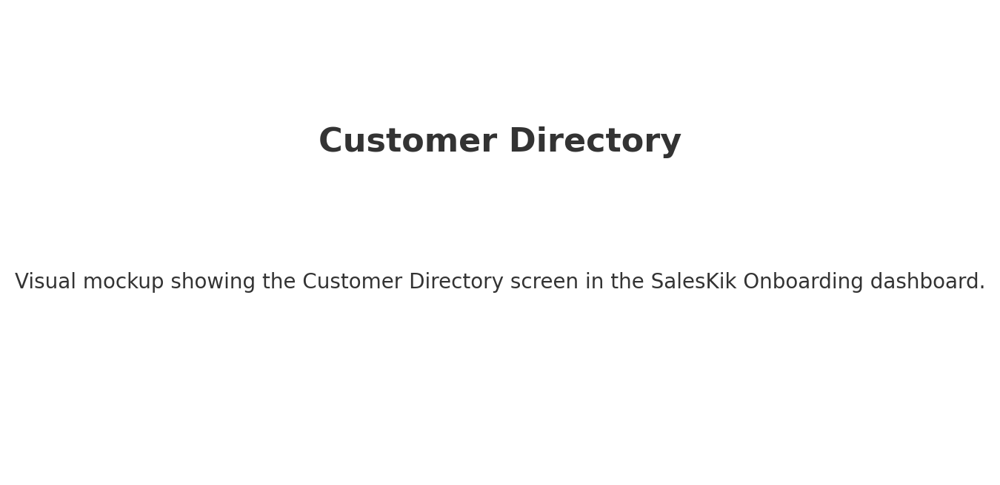 Customer Directory
Visual mockup showing the Customer Directory screen in the SalesKik Onboarding dashboard.